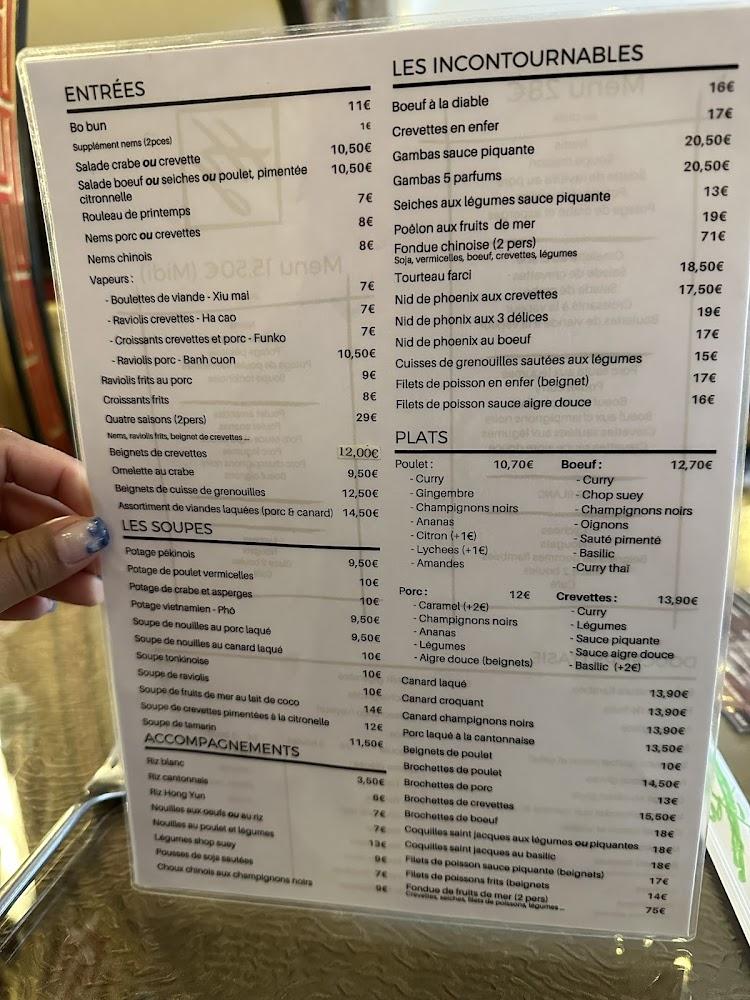 ENTRÉES
Bo bun 11€
Supplément nems (2pces) 1€
Salade crabe ou crevette 10,50€
Salade boeuf ou seiches ou poulet, pimentée 10,50€
citronnelle
Rouleau de printemps 7€
Nems porc ou crevettes 8€
Nems chinois 8€
Vapeurs :
- Boulettes de viande - Xiu mai 7€
- Raviolis crevettes - Ha cao 7€
- Croissants crevettes et porc - Funko 7€
- Raviolis porc - Banh cuon 10,50€
Raviolis frits au porc 9€
Croissants frits 8€
Quatre saisons (2pers) 29€
Nems, raviolis frits, beignet de crevettes ...
Beignets de crevettes 12,00€
Omelette au crabe 9,50€
Beignets de cuisse de grenouilles 12,50€
Assortiment de viandes laquées (porc & canard) 14,50€
LES SOUPES
Potage pékinois 9,50€
Potage de poulet vermicelles 10€
Potage de crabe et asperges 10€
Potage vietnamien - Phô 9,50€
Soupe de nouilles au porc laqué 9,50€
Soupe de nouilles au canard laqué 10€
Soupe tonkinoise 10€
Soupe de raviolis 10€
Soupe de fruits de mer au lait de coco 14€
Soupe de crevettes pimentées à la citronelle 12€
Soupe de tamarin 11,50€
ACCOMPAGNEMENTS
Riz blanc 3,50€
Riz cantonnais 6€
Riz Hong Yun 7€
Nouilles aux oeufs ou au riz 7€
Nouilles au poulet et légumes 13€
Légumes shop suey 9€
Pousses de soja sautées 7€
Choux chinois aux champignons noirs 9€
LES INCONTOURNABLES
Boeuf à la diable 16€
Crevettes en enfer 17€
Gambas sauce piquante 20,50€
Gambas 5 parfums 20,50€
Seiches aux légumes sauce piquante 13€
Poêlon aux fruits de mer 19€
Fondue chinoise (2 pers) 71€
Soja, vermicelles, boeuf, crevettes, légumes
Tourteau farci 18,50€
Nid de phoenix aux crevettes 17,50€
Nid de phonix aux 3 délices 19€
Nid de phoenix au boeuf 17€
Cuisses de grenouilles sautées aux légumes 15€
Filets de poisson en enfer (beignet) 17€
Filets de poisson sauce aigre douce 16€
PLATS
Poulet : 10,70€
- Curry
- Gingembre
- Champignons noirs
- Ananas
- Citron (+1€)
- Lychees (+1€)
- Amandes
Boeuf : 12,70€
- Curry
- Chop suey
- Champignons noirs
- Oignons
- Sauté pimenté
- Basilic
-Curry thaï
Porc : 12€
- Caramel (+2€)
- Champignons noirs
- Ananas
- Légumes
- Aigre douce (beignets)
Crevettes : 13,90€
- Curry
- Légumes
- Sauce piquante
- Sauce aigre douce
- Basilic (+2€)
Canard laqué 13,90€
Canard croquant 13,90€
Canard champignons noirs 13,90€
Porc laqué à la cantonnaise 13,50€
Beignets de poulet 10€
Brochettes de poulet 14,50€
Brochettes de porc 13€
Brochettes de crevettes 15,50€
Brochettes de boeuf 18€
Coquilles saint jacques aux légumes ou piquantes 18€
Coquilles saint jacques au basilic 18€
Filets de poisson sauce piquante (beignets) 17€
Filets de poissons frits (beignets 14€
Fondue de fruits de mer (2 pers) 75€
Crevettes, seiches, filets de poissons, légumes ...